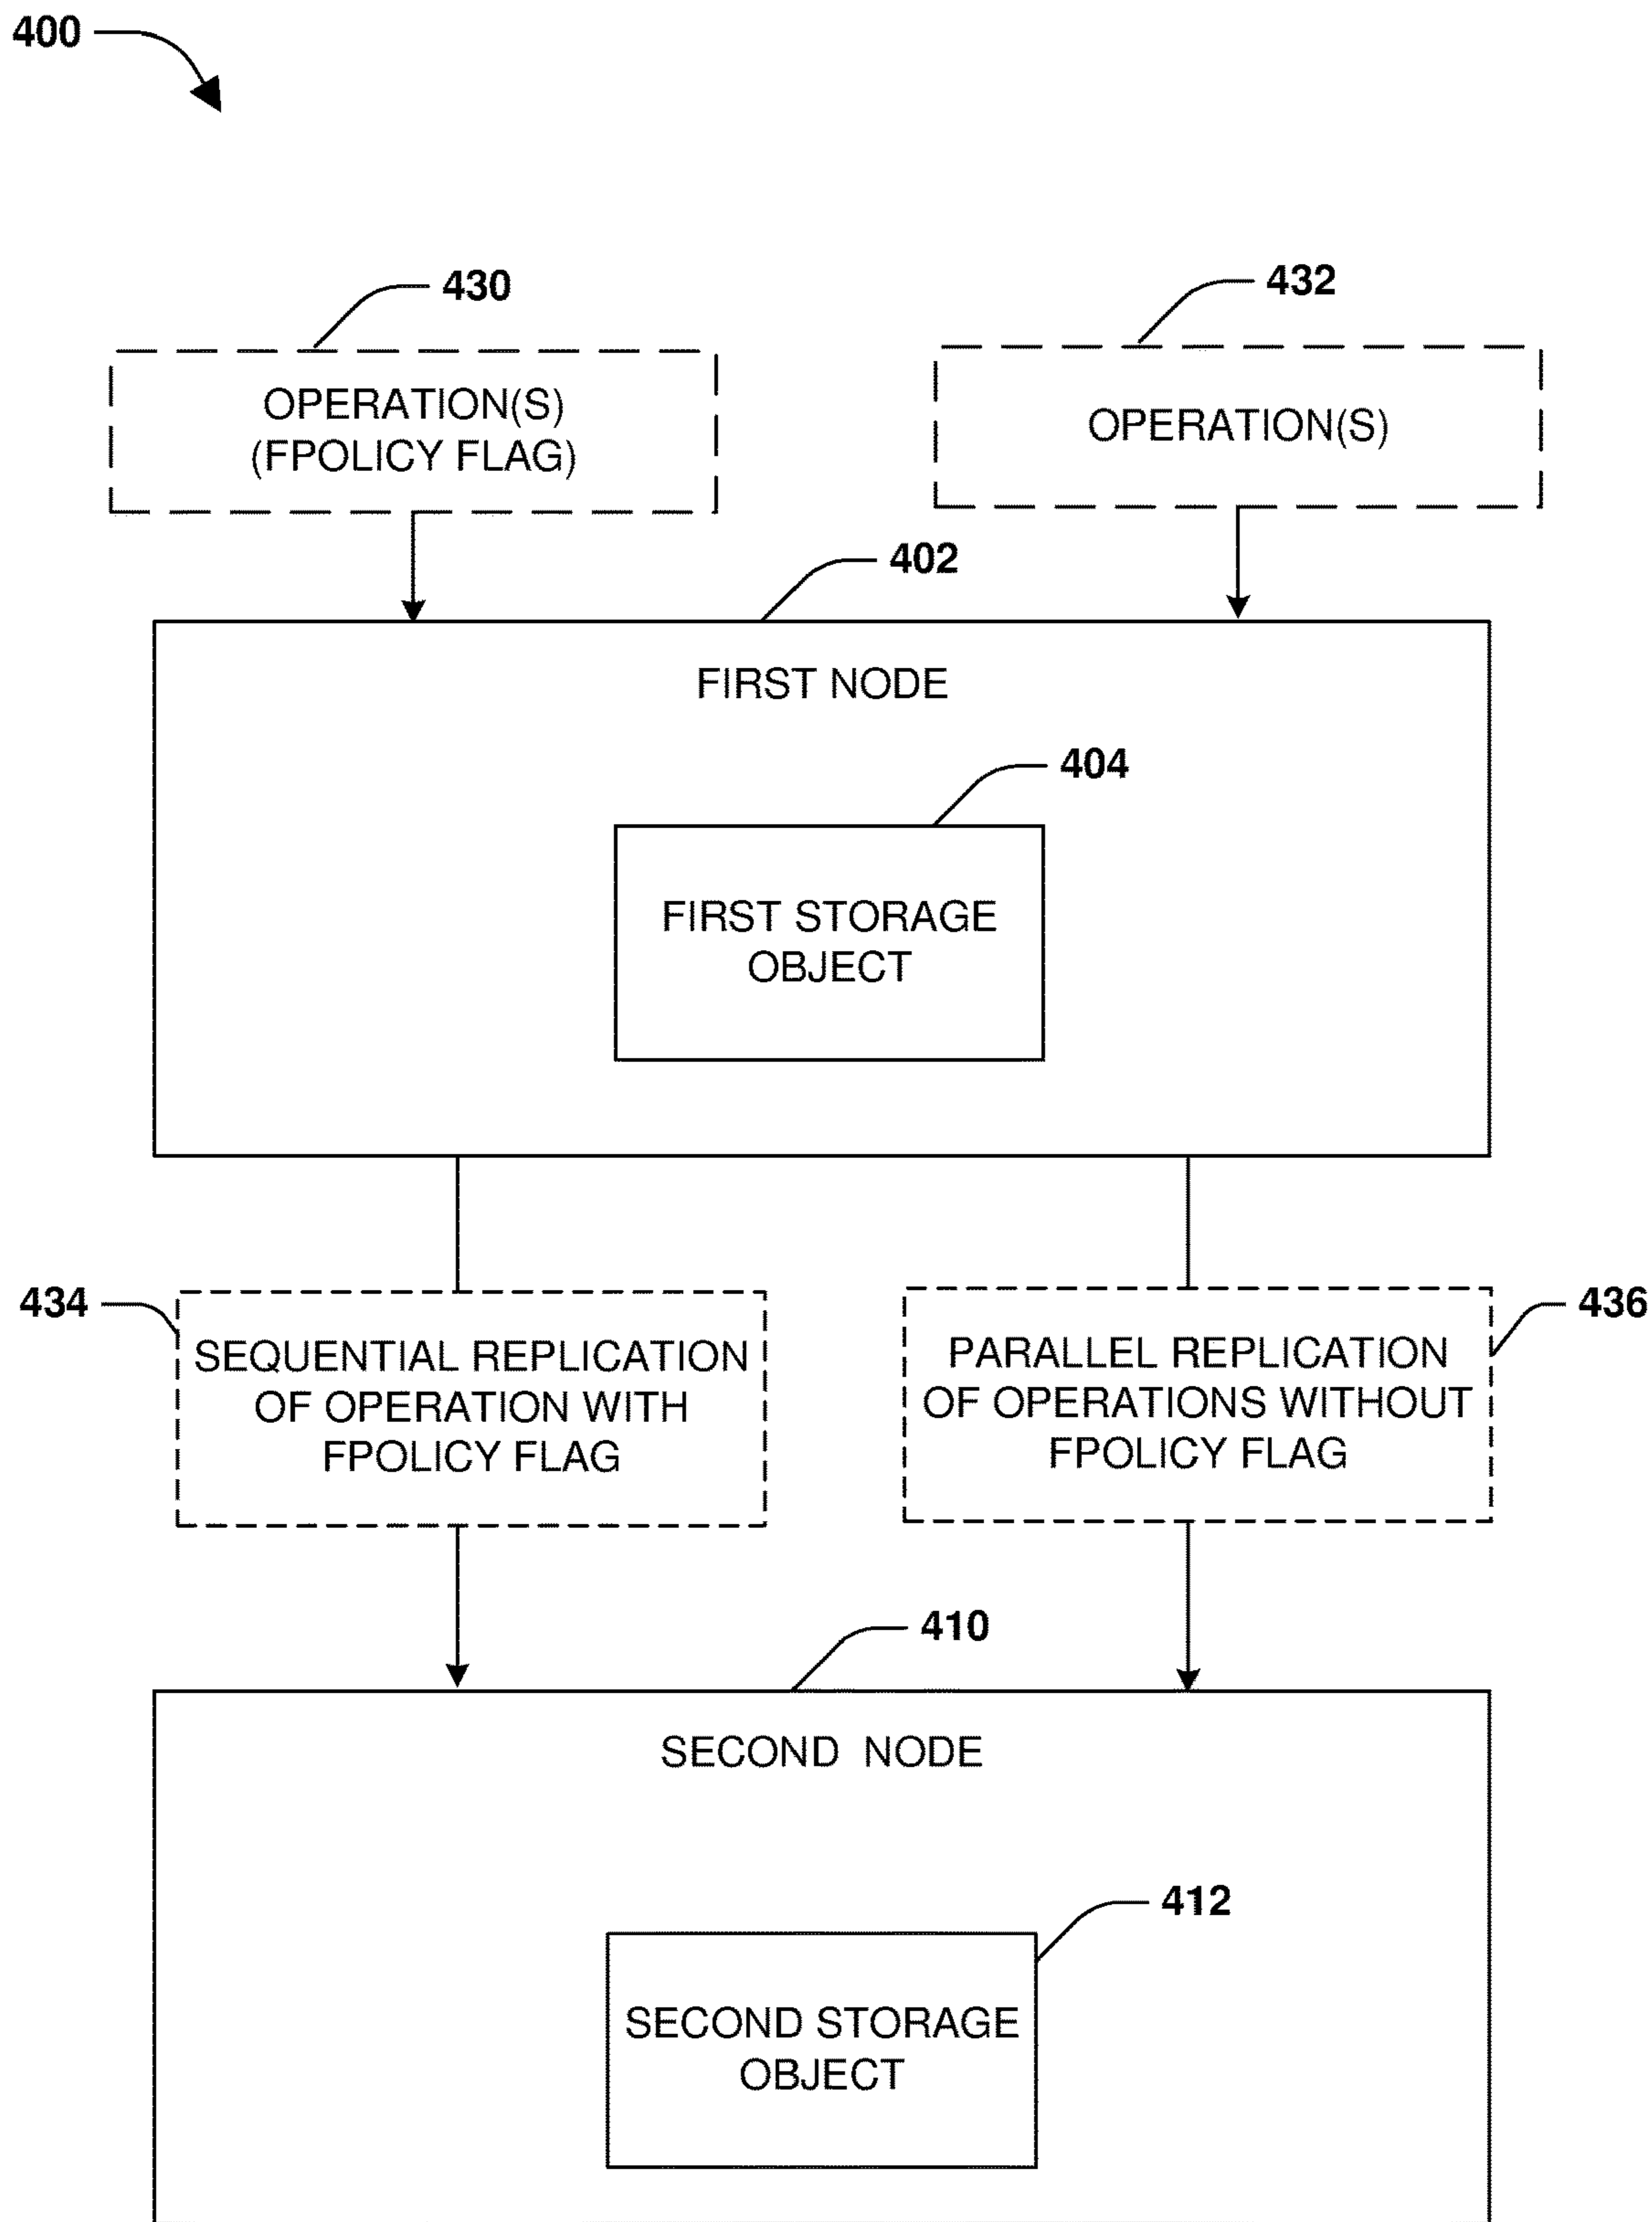 400
430
432
OPERATION(S)
(FPOLICY FLAG)
OPERATION(S)
402
FIRST NODE
404
FIRST STORAGE
OBJECT
434
SEQUENTIAL REPLICATION
OF OPERATION WITH
FPOLICY FLAG
436
PARALLEL REPLICATION
OF OPERATIONS WITHOUT
FPOLICY FLAG
410
SECOND NODE
412
SECOND STORAGE
OBJECT